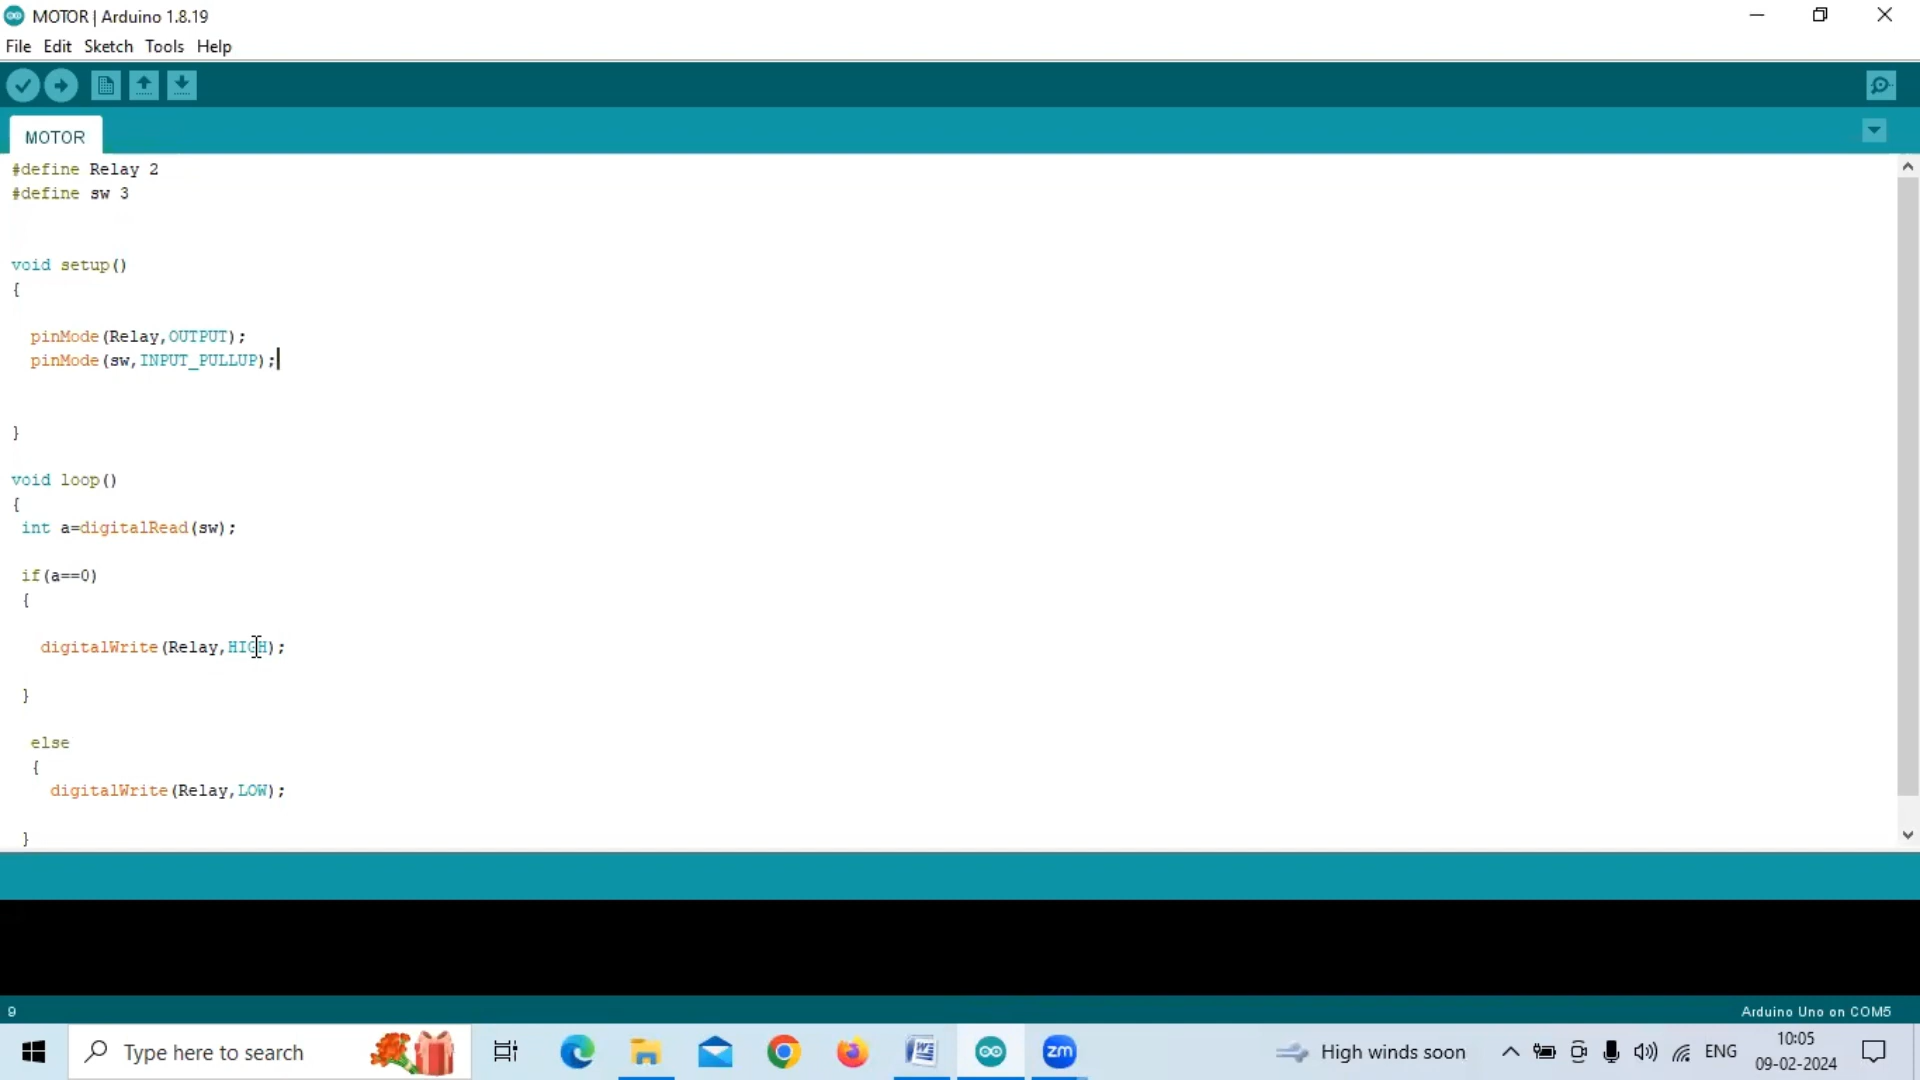 MOTOR | Arduino 1.8.19
File Edit Sketch Tools Help
MOTOR
#define Relay 2
#define sw 3
void setup()
{
pinMode(Relay,OUTPUT);
pinMode(sw,INPUT_PULLUP);
}
void loop()
{
int a=digitalRead(sw);
if(a==0)
{
digitalWrite(Relay,HIGH);
}
else
{
digitalWrite(Relay,LOW);
}
9 Arduino Uno on COM5
Type here to search
zm
High winds soon
ENG
10:05
09-02-2024